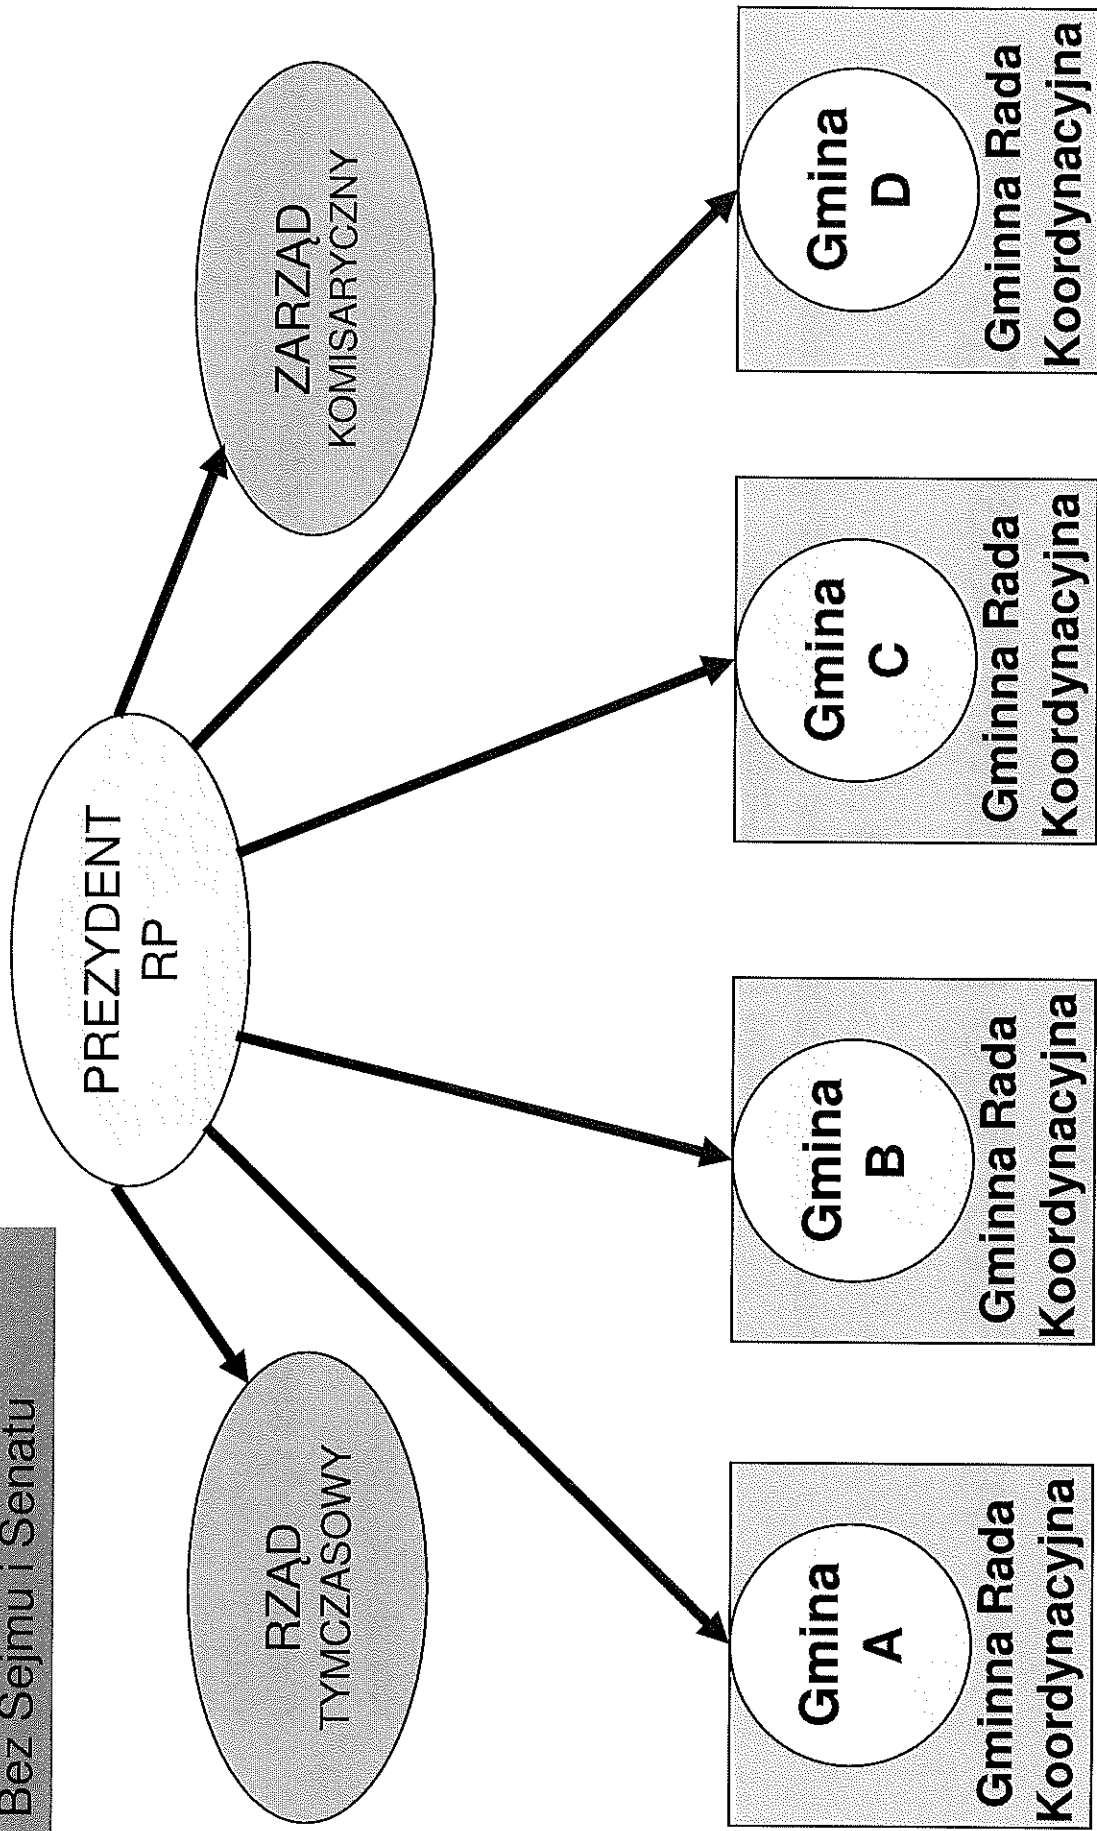 Bez Sejmu i Senatu
PREZYDENT
RP
RZĄD
TYMCZASOWY
ZARZĄD
KOMISARYCZNY
Gmina
A
Gminna Rada
Koordynacyjna
Gmina
B
Gminna Rada
Koordynacyjna
Gmina
C
Gminna Rada
Koordynacyjna
Gmina
D
Gminna Rada
Koordynacyjna